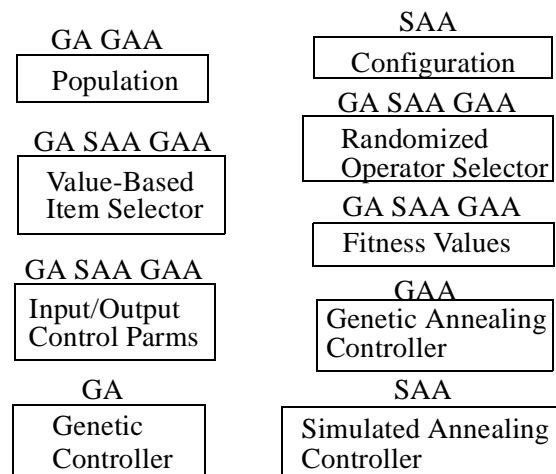 GA GAA
Population
GA SAA GAA
Value-Based
Item Selector
GA SAA GAA
Input/Output
Control Parms
GA
Genetic
Controller
SAA
Configuration
GA SAA GAA
Randomized
Operator Selector
GA SAA GAA
Fitness Values
GAA
Genetic Annealing
Controller
SAA
Simulated Annealing
Controller